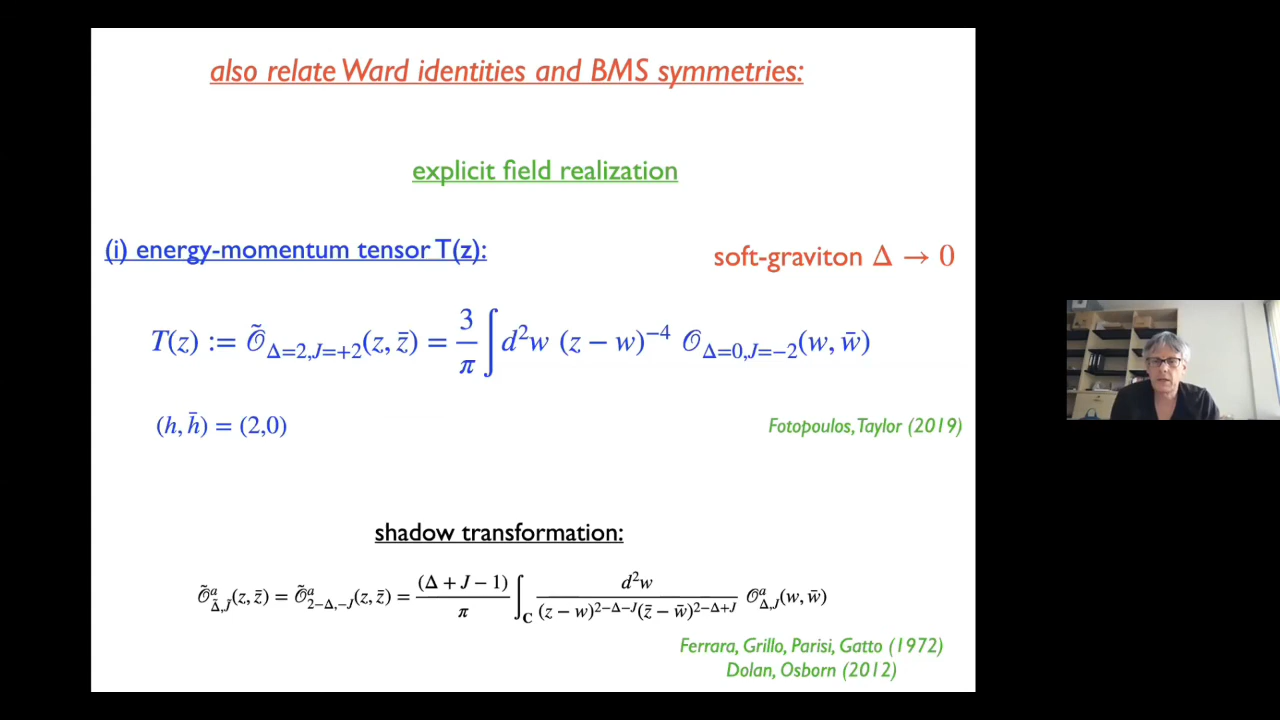 also relate Ward identities and BMS symmetries:
explicit field realization
(i) energy-momentum tensor T(z):
soft-graviton Δ → 0
T(z) := Õ_{Δ=2,J=+2}(z, z̄) = 3/π ∫ d²w (z − w)⁻⁴ O_{Δ=0,J=−2}(w, w̄)
(h, h̄) = (2,0)
Fotopoulos, Taylor (2019)
shadow transformation:
Õ^a_{Δ̃,J̃}(z, z̄) = Õ^a_{2−Δ,−J}(z, z̄) = (Δ + J − 1)/π ∫_C d²w/((z − w)^{2−Δ−J}(z̄ − w̄)^{2−Δ+J}) O^a_{Δ,J}(w, w̄)
Ferrara, Grillo, Parisi, Gatto (1972)
Dolan, Osborn (2012)